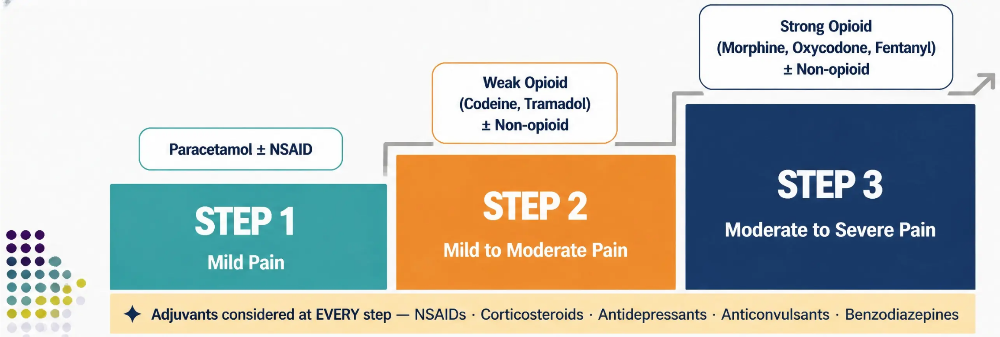 Strong Opioid
(Morphine, Oxycodone, Fentanyl)
± Non-opioid
Weak Opioid
(Codeine, Tramadol)
± Non-opioid
Paracetamol ± NSAID
STEP 1
Mild Pain
STEP 2
Mild to Moderate Pain
STEP 3
Moderate to Severe Pain
Adjuvants considered at EVERY step — NSAIDs · Corticosteroids · Antidepressants · Anticonvulsants · Benzodiazepines